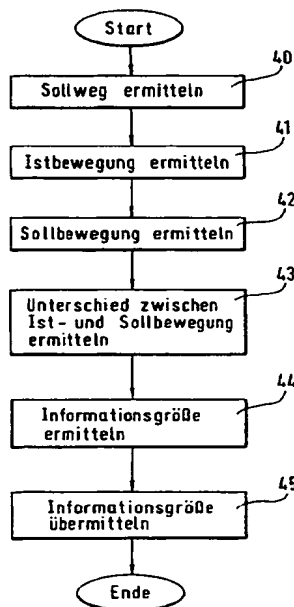 Start
40
Sollweg ermitteln
41
Istbewegung ermitteln
42
Sollbewegung ermitteln
43
Unterschied zwischen
Ist- und Sollbewegung
ermitteln
44
Informationsgröße
ermitteln
45
Informationsgröße
übermitteln
Ende